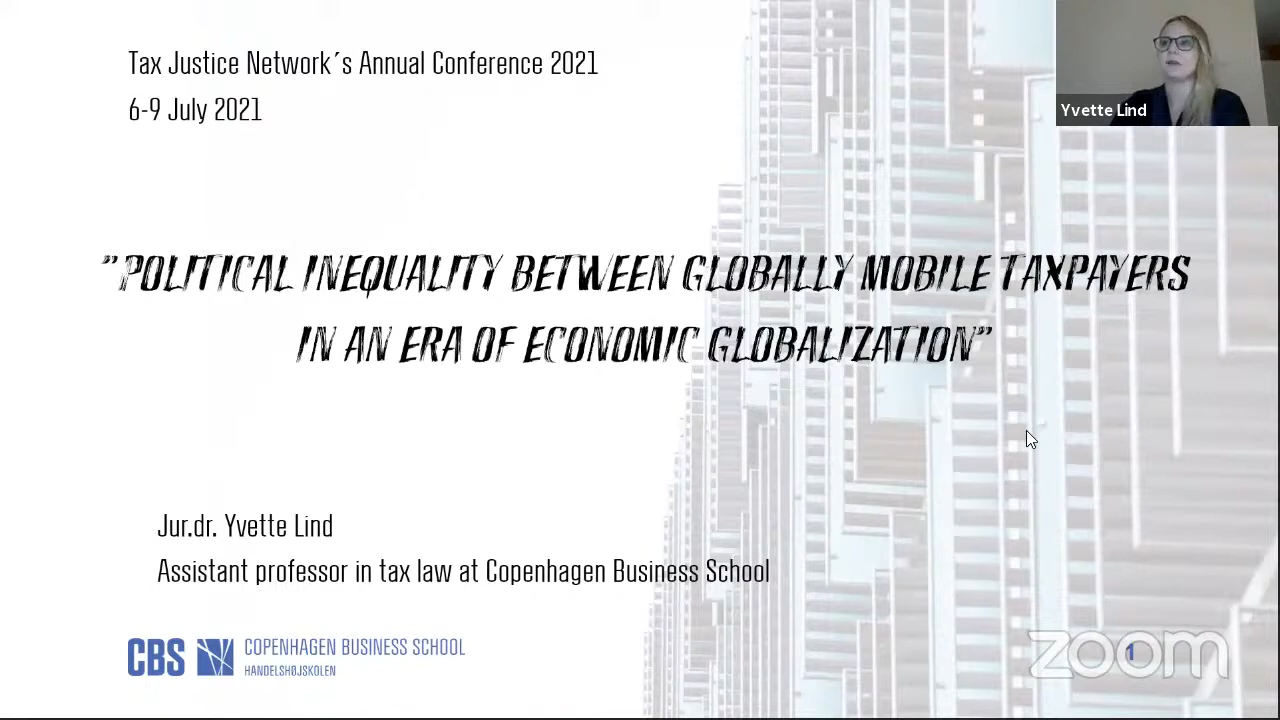 Tax Justice Network´s Annual Conference 2021
6-9 July 2021
Yvette Lind
"POLITICAL INEQUALITY BETWEEN GLOBALLY MOBILE TAXPAYERS
IN AN ERA OF ECONOMIC GLOBALIZATION"
Jur.dr. Yvette Lind
Assistant professor in tax law at Copenhagen Business School
CBS COPENHAGEN BUSINESS SCHOOL
HANDELSHØJSKOLEN
zoom
1